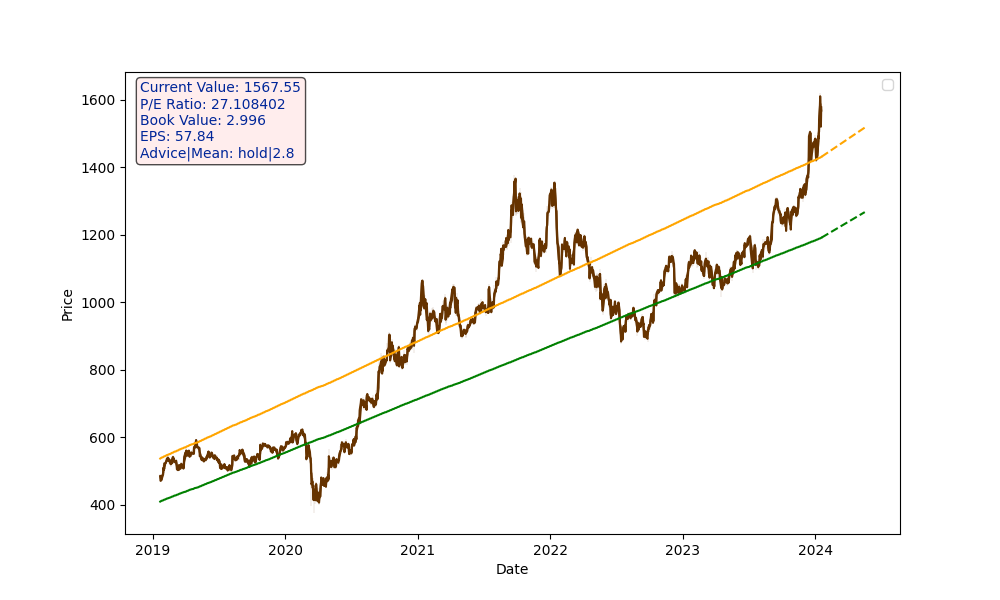 Current Value: 1567.55
P/E Ratio: 27.108402
Book Value: 2.996
EPS: 57.84
Advice|Mean: hold|2.8
1600
1400
1200
1000
800
600
400
Price
2019 2020 2021 2022 2023 2024
Date